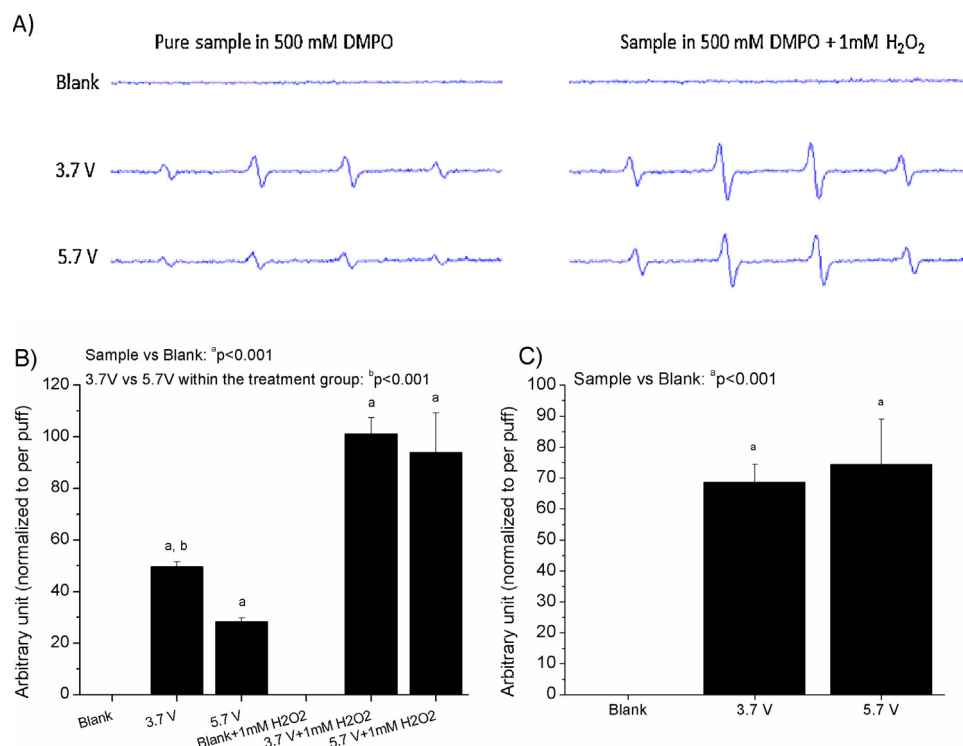 A)
Pure sample in 500 mM DMPO
Sample in 500 mM DMPO + 1mM H₂O₂
Blank
3.7 V
5.7 V
B)
Sample vs Blank: ᵃp<0.001
3.7V vs 5.7V within the treatment group: ᵇp<0.001
Arbitrary unit (normalized to per puff)
120
100
80
60
40
20
0
a, b
a
a
a
Blank
3.7 V
5.7 V
Blank+1mM H2O2
3.7 V+1mM H2O2
5.7 V+1mM H2O2
C)
Sample vs Blank: ᵃp<0.001
Arbitrary unit (normalized to per puff)
100
90
80
70
60
50
40
30
20
10
0
a
a
Blank
3.7 V
5.7 V